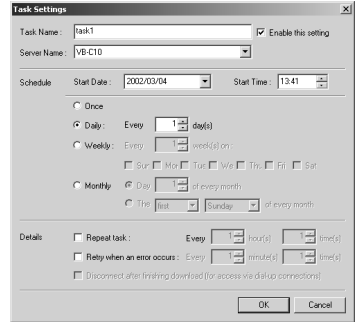 Task Settings
Task Name : task1 Enable this setting
Server Name : VB-C10
Schedule Start Date : 2002/03/04 Start Time : 13:41
Once
Daily : Every 1 day(s)
Weekly : Every 1 week(s) on :
Sun Mon Tue We Thu Fri Sat
Monthly Day 1 of every month
The first Sunday of every month
Details Repeat task : Every 1 hour(s) 1 time(s)
Retry when an error occurs : Every 1 minute(s) 1 time(s)
Disconnect after finishing download (for access via dial-up connections)
OK Cancel